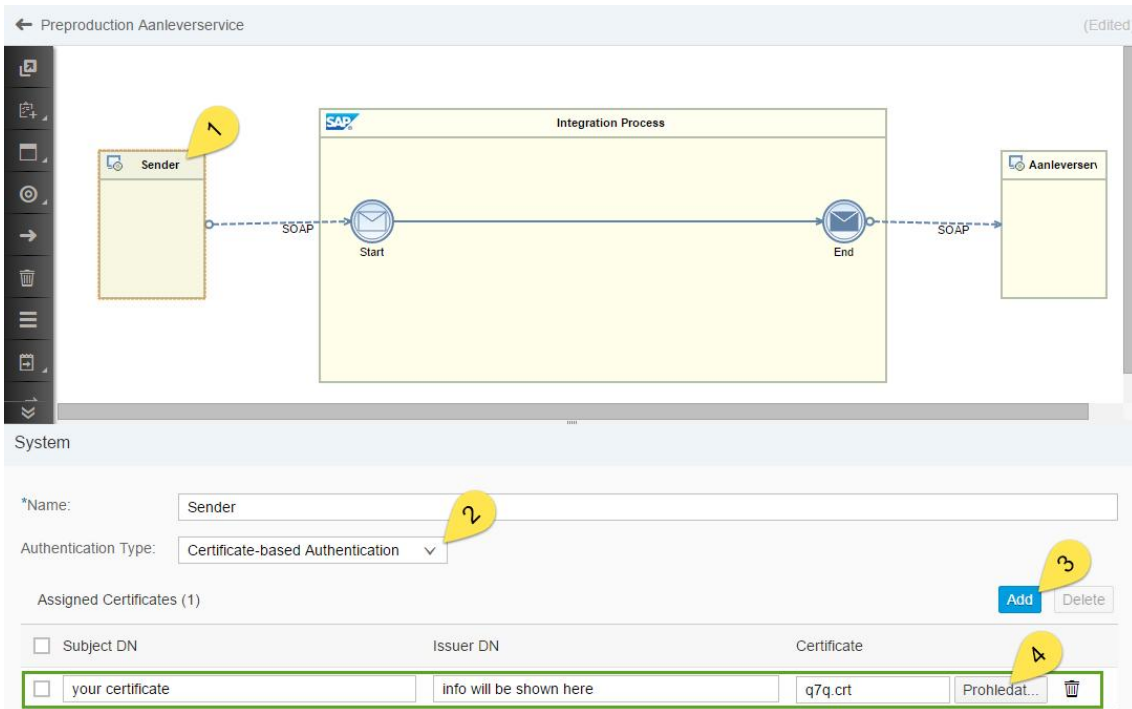 Preproduction Aanleverservice
(Edited
1
SAP
Integration Process
Sender
Aanleverserv
SOAP
SOAP
Start
End
System
*Name:
Sender
2
Authentication Type:
Certificate-based Authentication
3
Assigned Certificates (1)
Add
Delete
Subject DN
Issuer DN
Certificate
4
your certificate
info will be shown here
q7q.crt
Prohledat...